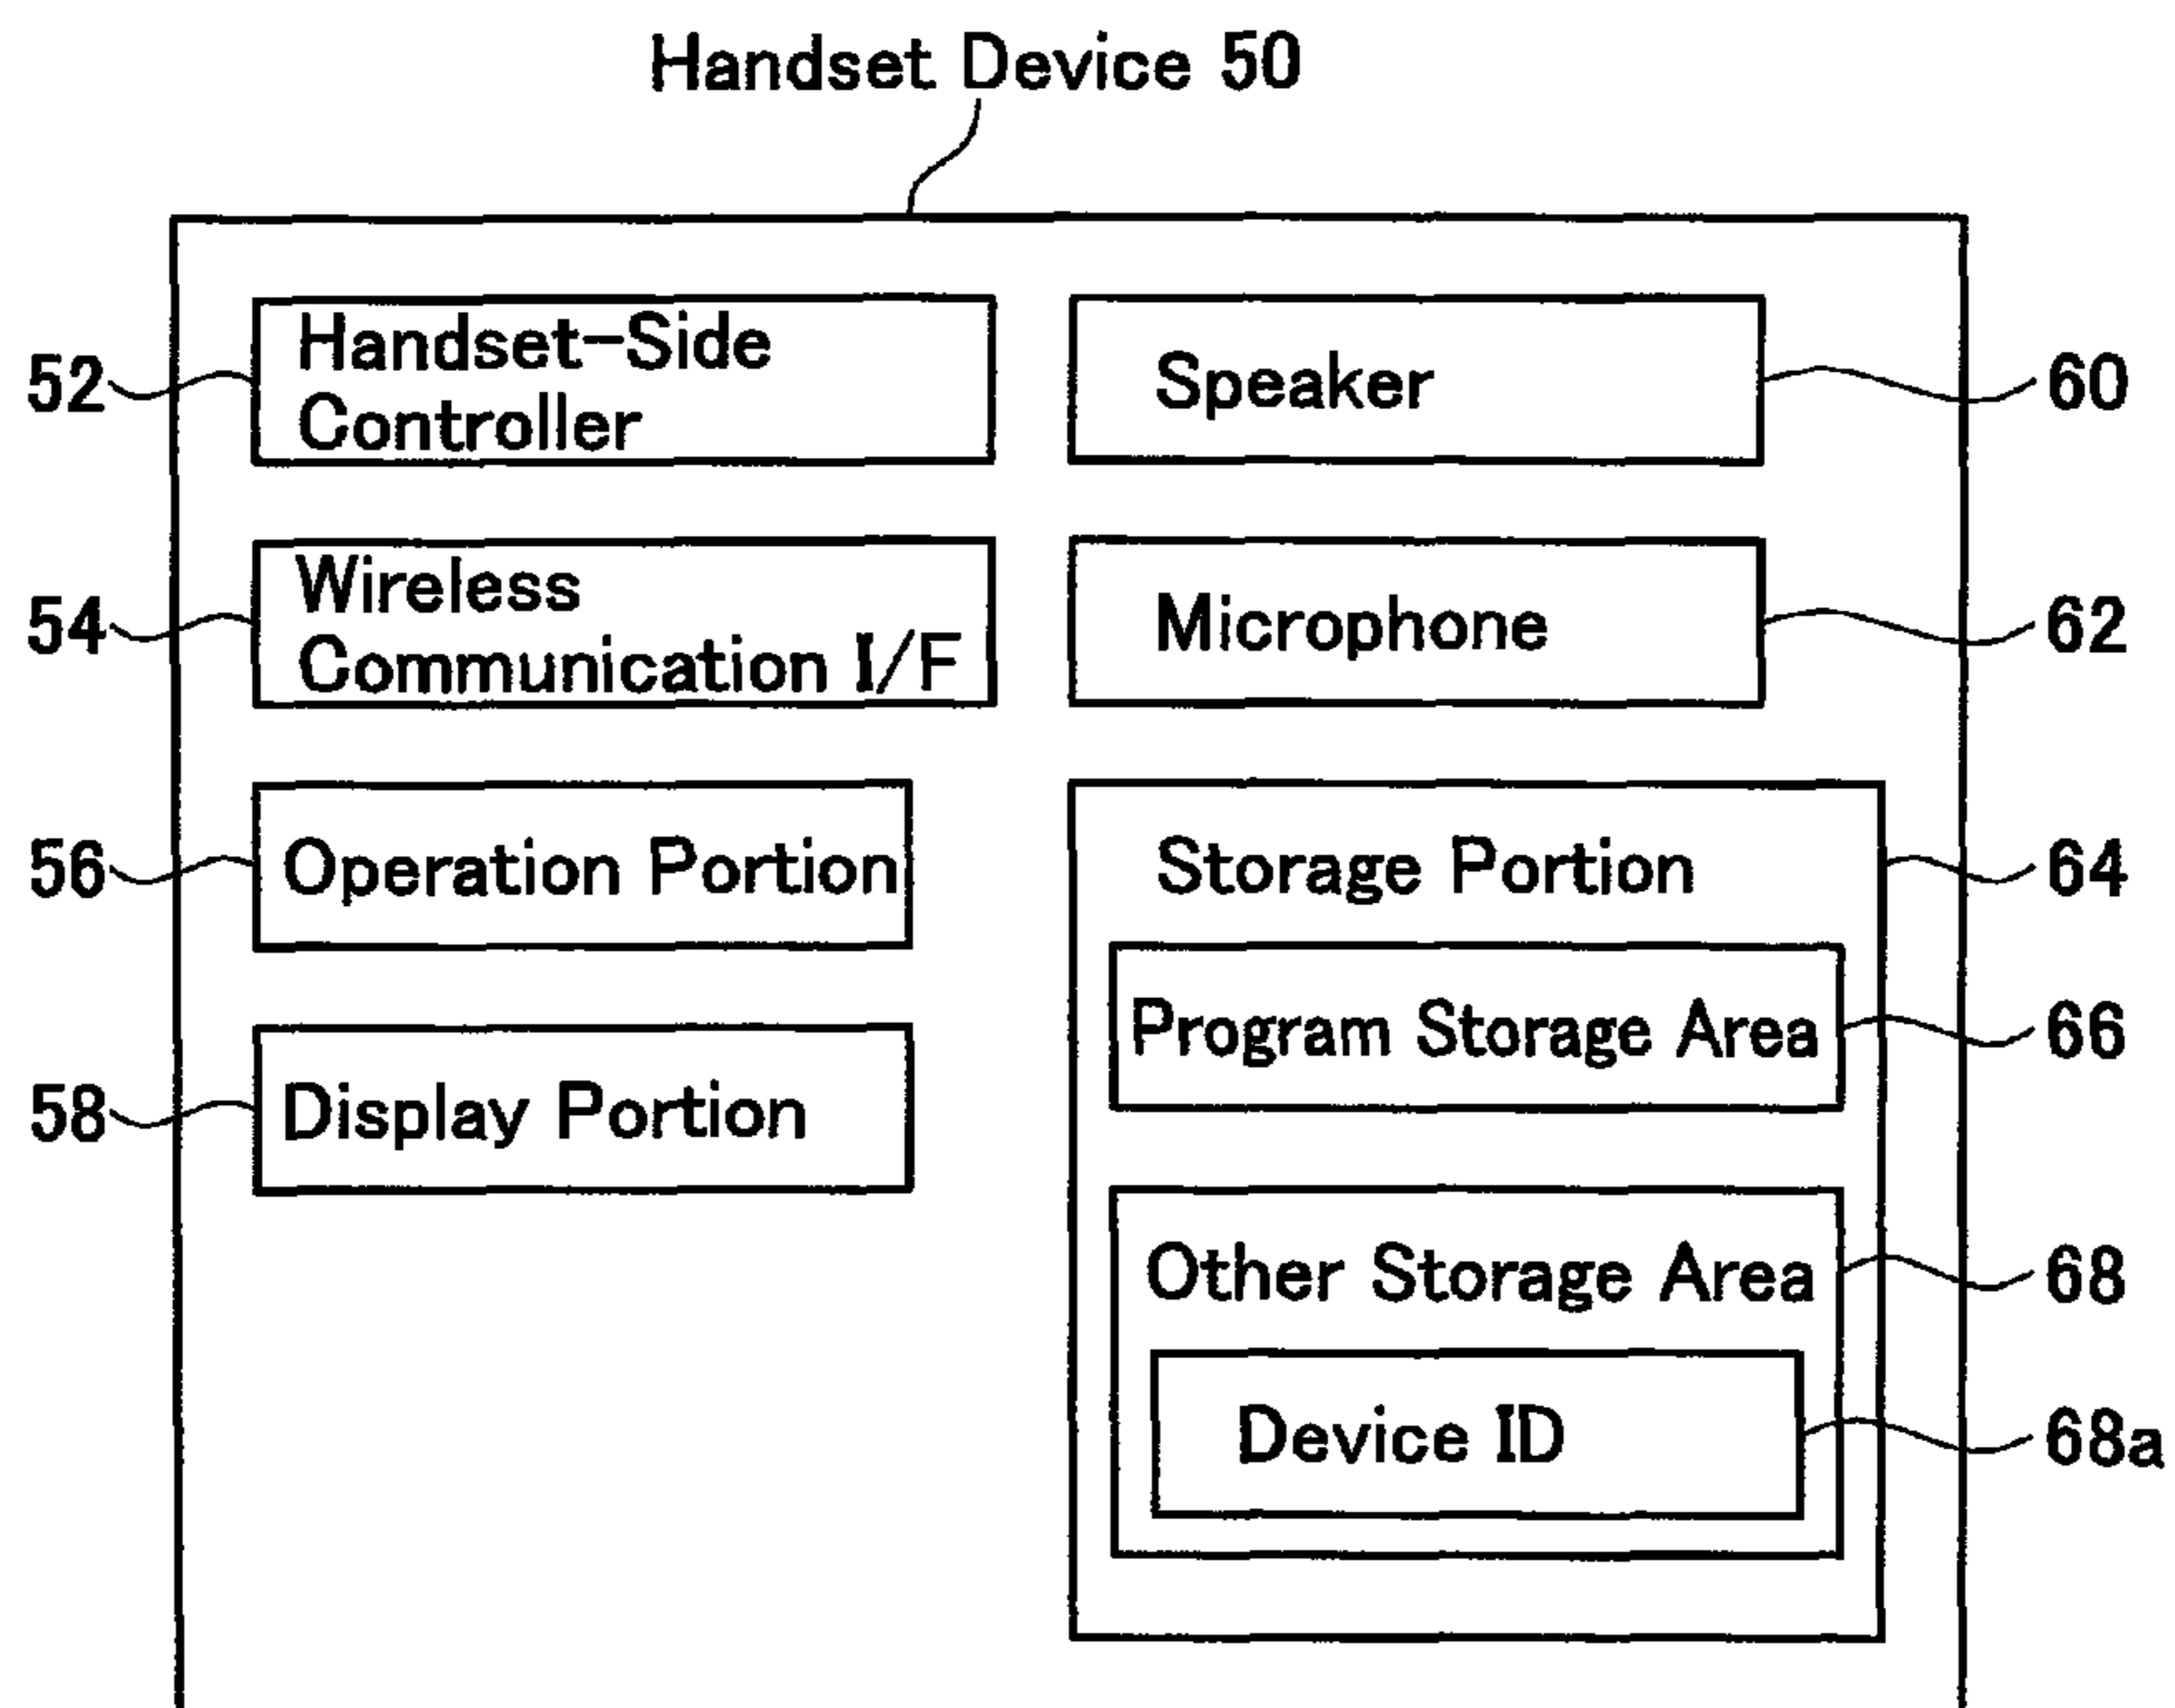 Handset Device 50
52
Handset-Side
Controller
Speaker
60
54
Wireless
Communication I/F
Microphone
62
56
Operation Portion
Storage Portion
64
Program Storage Area
66
58
Display Portion
Other Storage Area
68
Device ID
68a